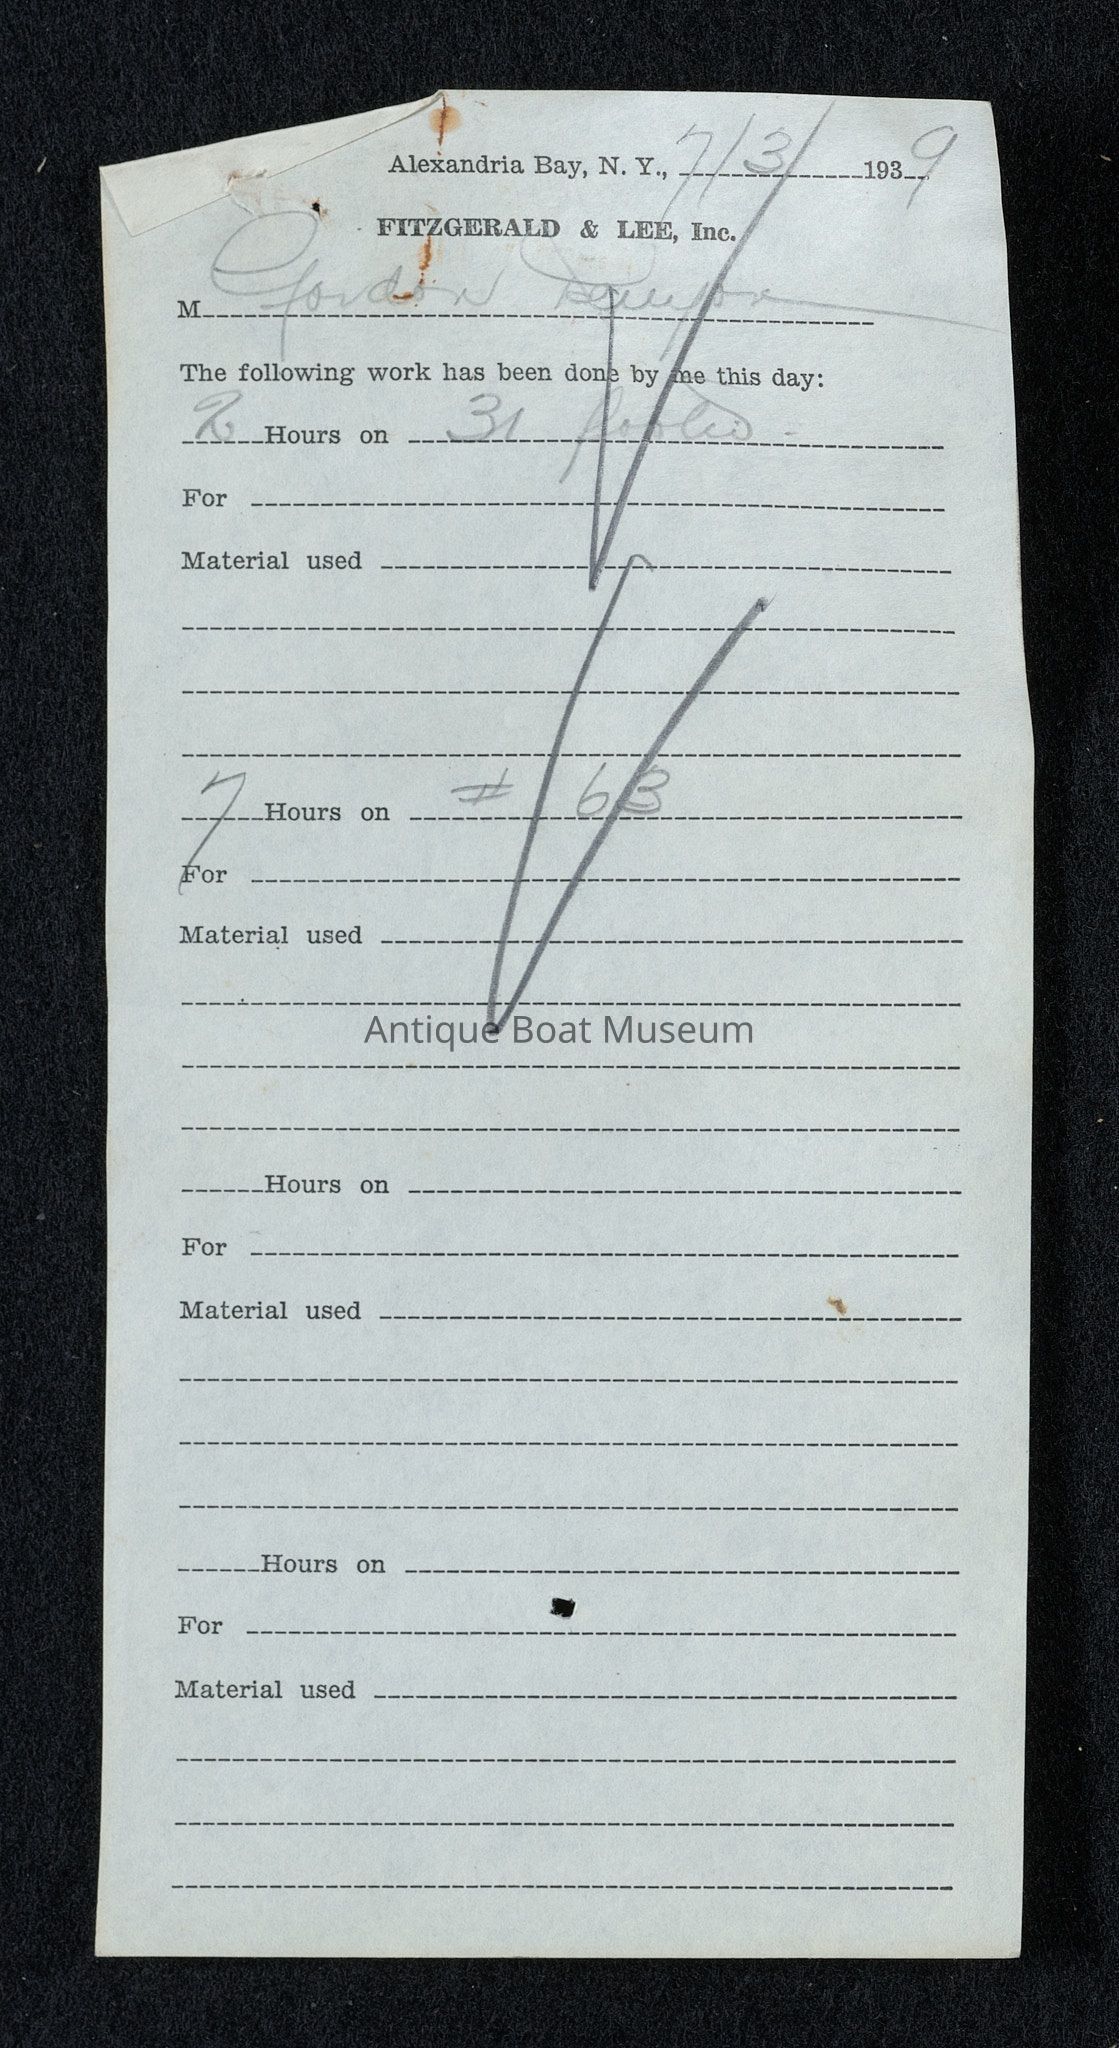 Alexandria Bay, N. Y., 7/3/ 1939
FITZGERALD & LEE, Inc.
M Gordon
The following work has been done by me this day:
2 Hours on 31
For
Material used
7 Hours on # 63
For
Material used
Antique Boat Museum
Hours on
For
Material used
Hours on
For
Material used